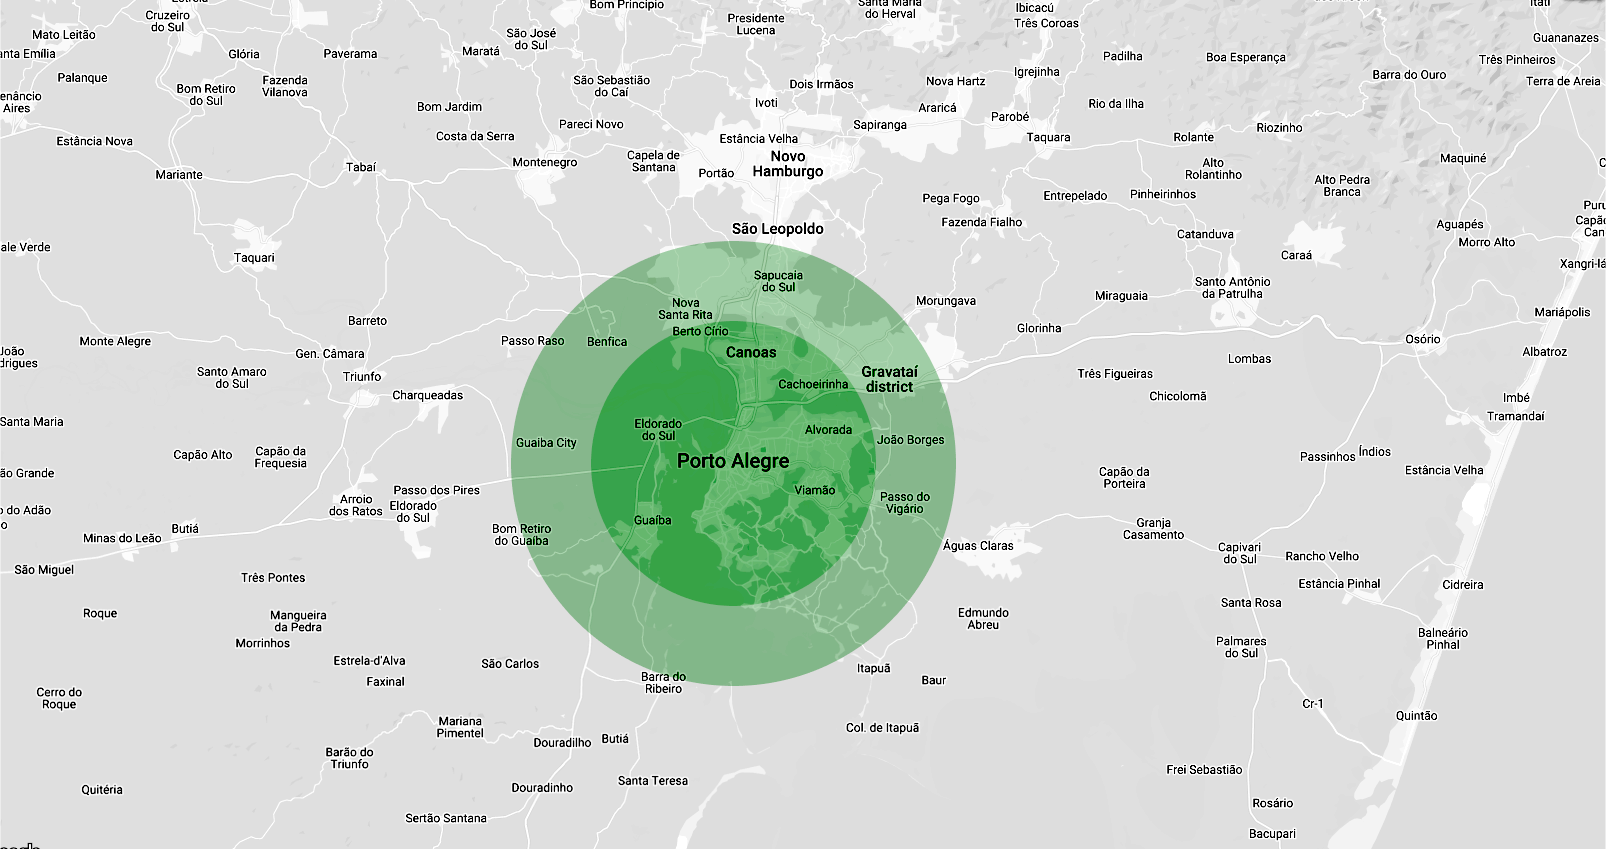 Estrela
Bom Principio
Santa Maria
do Herval
Ibicacú
Três Coroas
Itati
Cruzeiro
do Sul
Presidente
Lucena
Mato Leitão
São José
do Sul
Guananazes
anta Emília
Glória
Paverama
Maratá
Padilha
Boa Esperança
Três Pinheiros
Palanque
Fazenda
Vilanova
São Sebastião
do Caí
Dois Irmãos
Nova Hartz
Igrejinha
Barra do Ouro
Terra de Areia
enâncio
Aires
Bom Retiro
do Sul
Bom Jardim
Ivoti
Araricá
Parobé
Rio da Ilha
Estância Nova
Costa da Serra
Pareci Novo
Estância Velha
Sapiranga
Taquara
Rolante
Riozinho
Mariante
Tabaí
Montenegro
Capela de
Santana
Portão
Novo
Hamburgo
Alto
Rolantinho
Maquiné
Alto Pedra
Branca
Pega Fogo
Entrepelado
Pinheirinhos
Fazenda Fialho
Puru
Capão
Can
ale Verde
Taquari
São Leopoldo
Catanduva
Caraá
Aguapés
Morro Alto
Xangri-lá
Sapucaia
do Sul
Santo Antônio
da Patrulha
Nova
Santa Rita
Morungava
Miraguaia
Mariápolis
Barreto
Berto Círio
Glorinha
Monte Alegre
Passo Raso
Benfica
Osório
João
drigues
Gen. Câmara
Canoas
Lombas
Albatroz
Santo Amaro
do Sul
Triunfo
Cachoeirinha
Gravataí
district
Três Figueiras
Charqueadas
Chicolomã
Imbé
Tramandaí
Santa Maria
Eldorado
do Sul
Alvorada
Guaiba City
João Borges
Capão Alto
Capão da
Frequesia
Porto Alegre
Passinhos
Índios
Estância Velha
ão Grande
Capão da
Porteira
Passo dos Pires
Viamão
Arroio
dos Ratos
Eldorado
do Sul
Passo do
Vigário
o do Adão
o
Butiá
Minas do Leão
Bom Retiro
do Guaíba
Guaíba
Granja
Casamento
Águas Claras
Capivari
do Sul
Rancho Velho
São Miguel
Três Pontes
Estância Pinhal
Cidreira
Roque
Mangueira
da Pedra
Edmundo
Abreu
Santa Rosa
Morrinhos
Palmares
do Sul
Balneário
Pinhal
Estrela-d'Alva
São Carlos
Itapuã
Faxinal
Barra do
Ribeiro
Baur
Cerro do
Roque
Cr-1
Quintão
Mariana
Pimentel
Douradilho
Butiá
Col. de Itapuã
Barão do
Triunfo
Frei Sebastião
Quitéria
Douradinho
Santa Teresa
Rosário
Sertão Santana
Bacupari